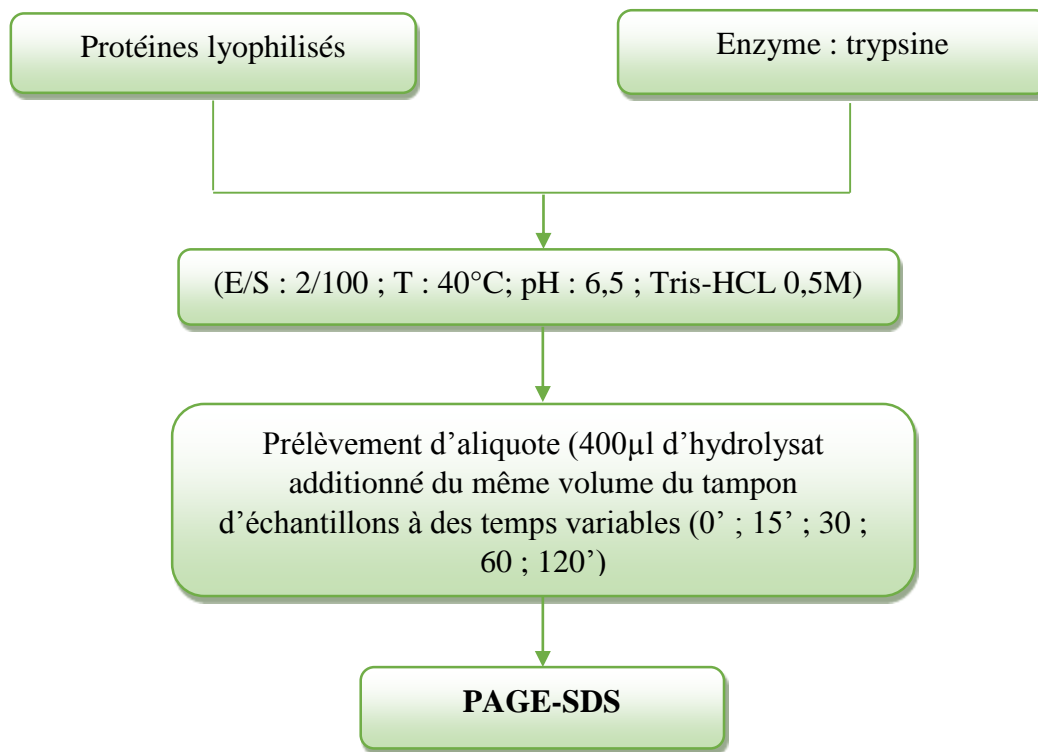 Protéines lyophilisés
Enzyme : trypsine
(E/S : 2/100 ; T : 40°C; pH : 6,5 ; Tris-HCL 0,5M)
Prélèvement d’aliquote (400µl d’hydrolysat
additionné du même volume du tampon
d’échantillons à des temps variables (0’ ; 15’ ; 30 ;
60 ; 120’)
PAGE-SDS